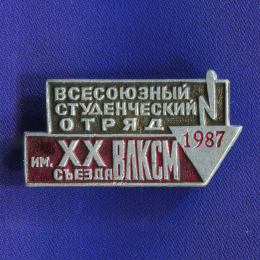 ВСЕСОЮЗНЫЙ
СТУДЕНЧЕСКИЙ
ОТРЯД
1987
ИМ. XX СЪЕЗДА ВЛКСМ